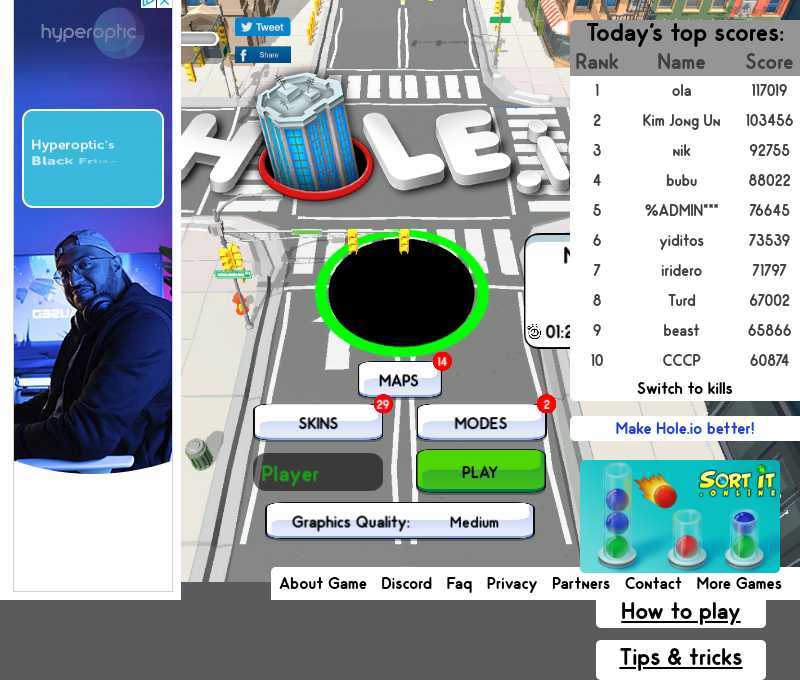 hyperoptic
Hyperoptic's
Black
Tweet
Share
HOLE.i
MAPS
14
SKINS
29
MODES
2
Player
PLAY
Graphics Quality: Medium
01:2
Today's top scores:
Rank Name Score
1 ola 117019
2 Kim Jong Un 103456
3 nik 92755
4 bubu 88022
5 %ADMIN*** 76645
6 yiditos 73539
7 iridero 71797
8 Turd 67002
9 beast 65866
10 CCCP 60874
Switch to kills
Make Hole.io better!
SORT IT
.ONLINE
About Game Discord Faq Privacy Partners Contact More Games
How to play
Tips & tricks